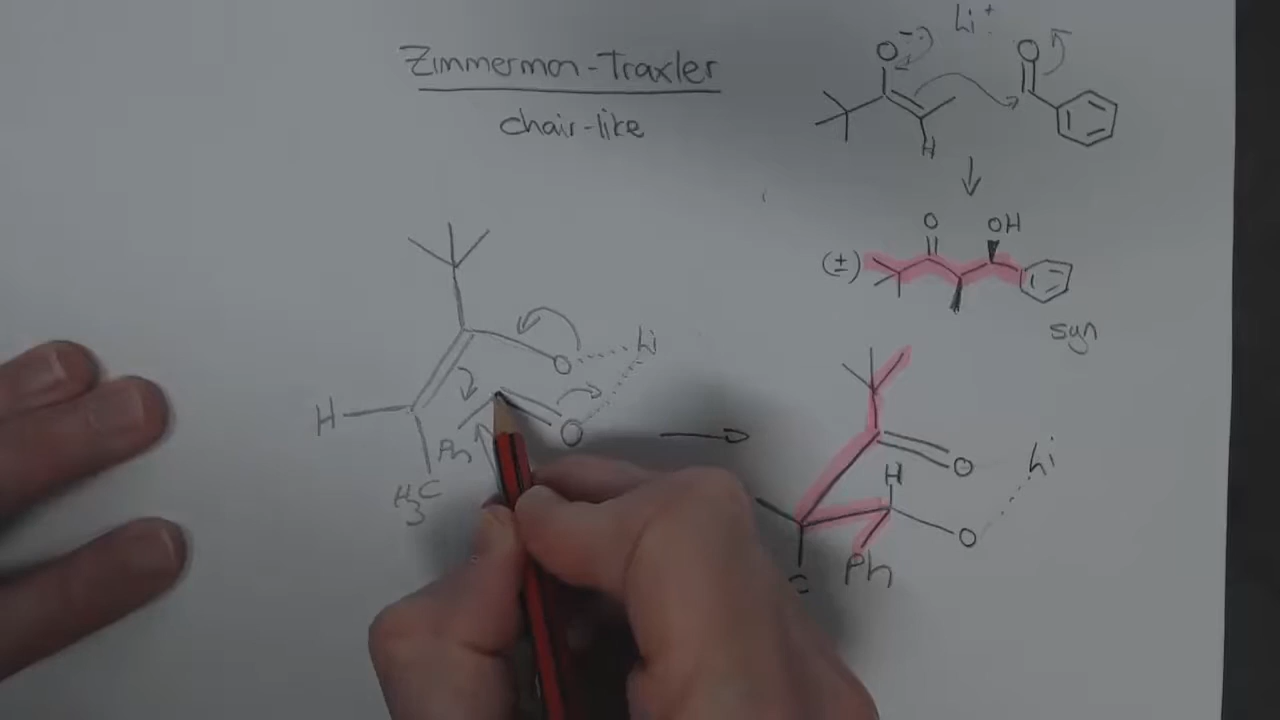 Zimmerman-Traxler
chair-like
O⁻ Li⁺ O
H
O OH
(±)
syn
O Li
H
Ph
O
H₃C
O
H Li
O
Ph
C